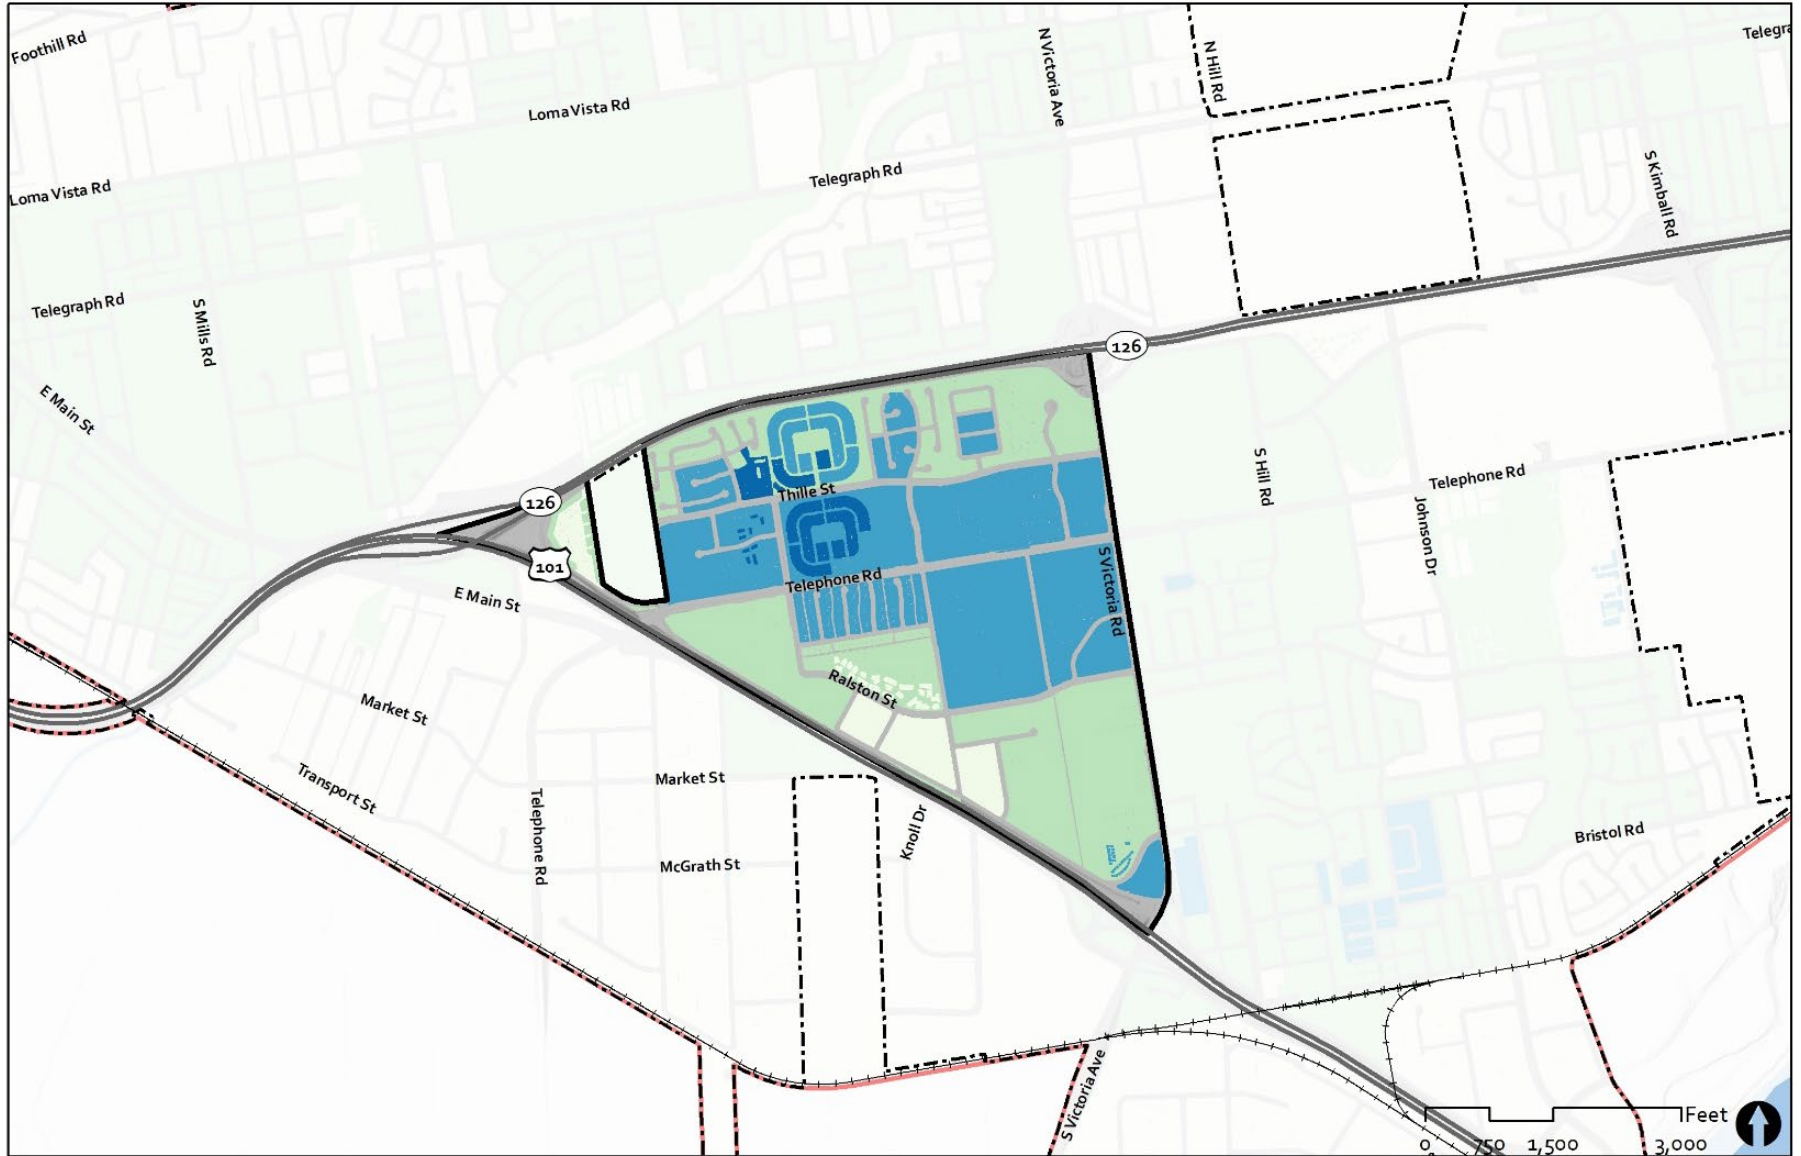 Foothill Rd
N Victoria Ave
N Hill Rd
Telegra
Loma Vista Rd
Telegraph Rd
S Kimball Rd
Loma Vista Rd
Telegraph Rd
S Mills Rd
126
E Main St
126
Thille St
S Hill Rd
Telephone Rd
Johnson Dr
101
Telephone Rd
S Victoria Rd
E Main St
Ralston St
Market St
Transport St
Market St
Telephone Rd
Knoll Dr
McGrath St
Bristol Rd
S Victoria Ave
Feet
0 750 1,500 3,000